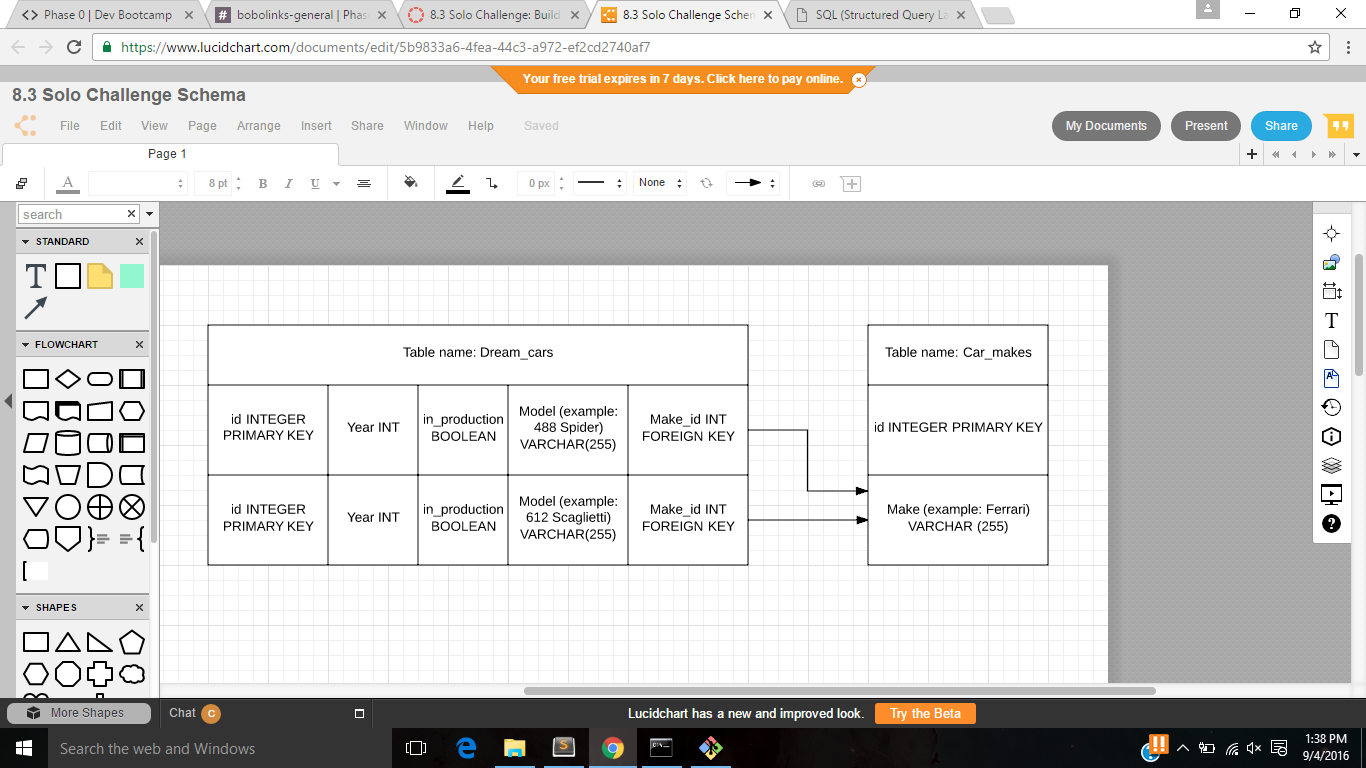 Phase 0 | Dev Bootcamp
bobolinks-general | Phas
8.3 Solo Challenge: Build
8.3 Solo Challenge Schem
SQL (Structured Query La
https://www.lucidchart.com/documents/edit/5b9833a6-4fea-44c3-a972-ef2cd2740af7
Your free trial expires in 7 days. Click here to pay online.
8.3 Solo Challenge Schema
File Edit View Page Arrange Insert Share Window Help Saved
My Documents Present Share
Page 1
A 8 pt B I U 0 px None
search
STANDARD
T
FLOWCHART
SHAPES
Table name: Dream_cars
id INTEGER
PRIMARY KEY
Year INT
in_production
BOOLEAN
Model (example:
488 Spider)
VARCHAR(255)
Make_id INT
FOREIGN KEY
id INTEGER
PRIMARY KEY
Year INT
in_production
BOOLEAN
Model (example:
612 Scaglietti)
VARCHAR(255)
Make_id INT
FOREIGN KEY
Table name: Car_makes
id INTEGER PRIMARY KEY
Make (example: Ferrari)
VARCHAR (255)
T
A
More Shapes
Chat C
Lucidchart has a new and improved look. Try the Beta
Search the web and Windows
1:38 PM
9/4/2016